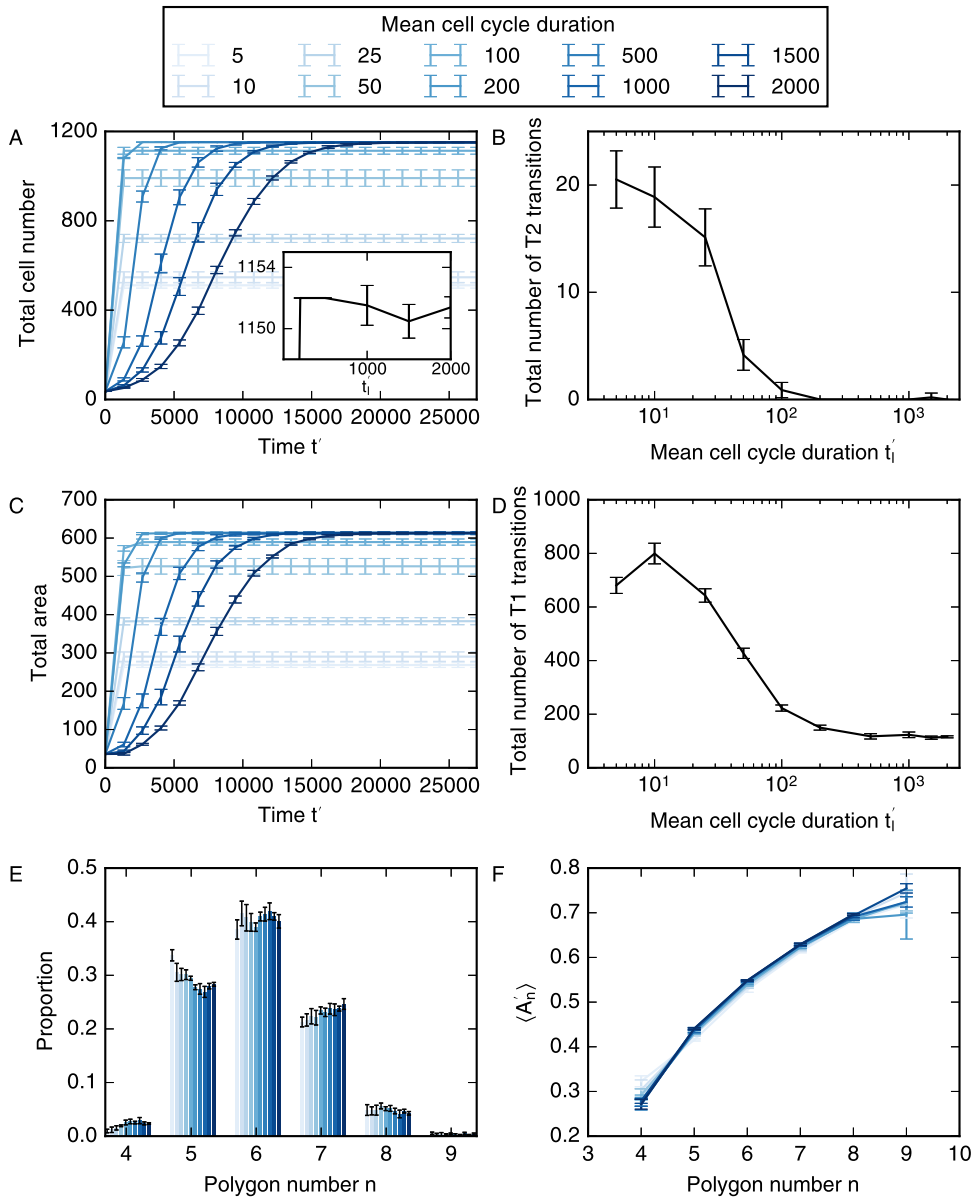 Mean cell cycle duration
5 25 100 500 1500
10 50 200 1000 2000
A
1200
900
600
300
0
Total cell number
0 5000 10000 15000 20000 25000
Time t′
1154
1150
1000 2000
t′l
B
20
10
0
Total number of T2 transitions
10¹ 10² 10³
Mean cell cycle duration t′l
C
700
600
500
400
300
200
100
0
Total area
0 5000 10000 15000 20000 25000
Time t′
D
1000
800
600
400
200
0
Total number of T1 transitions
10¹ 10² 10³
Mean cell cycle duration t′l
E
0.5
0.4
0.3
0.2
0.1
0.0
Proportion
4 5 6 7 8 9
Polygon number n
F
0.8
0.7
0.6
0.5
0.4
0.3
0.2
⟨A′n⟩
3 4 5 6 7 8 9 10
Polygon number n